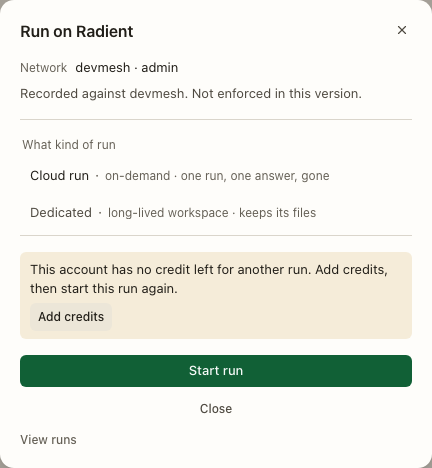 Run on Radient
Network devmesh · admin
Recorded against devmesh. Not enforced in this version.
What kind of run
Cloud run · on-demand · one run, one answer, gone
Dedicated · long-lived workspace · keeps its files
This account has no credit left for another run. Add credits,
then start this run again.
Add credits
Start run
Close
View runs